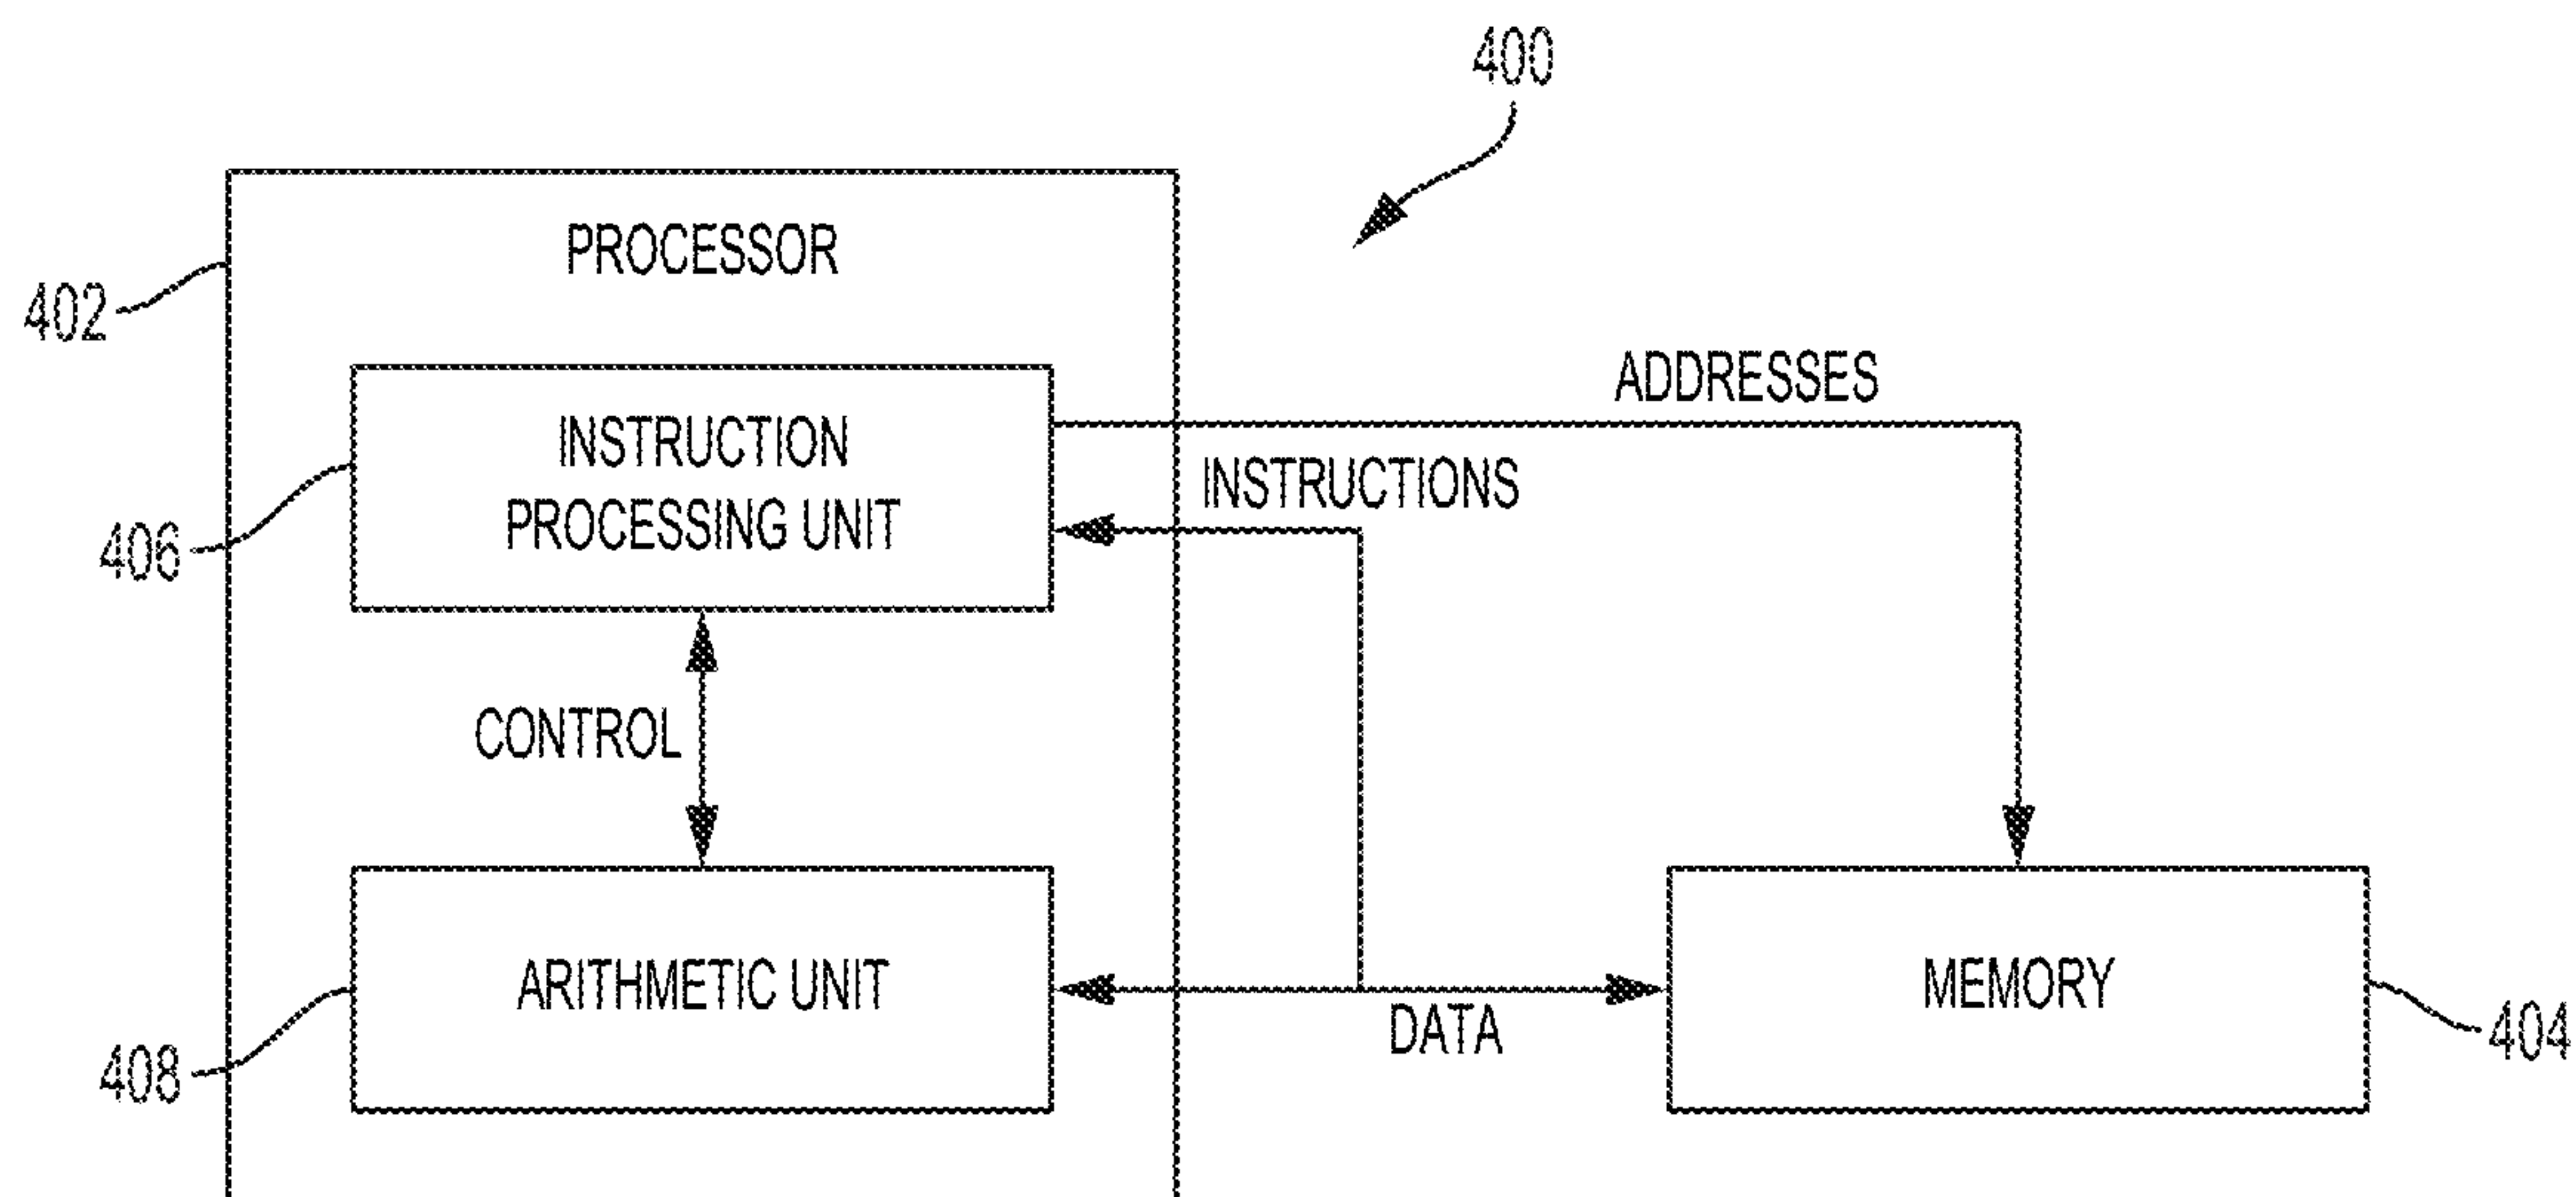 400
PROCESSOR
402
ADDRESSES
INSTRUCTION
PROCESSING UNIT
INSTRUCTIONS
406
CONTROL
ARITHMETIC UNIT
MEMORY
DATA
404
408